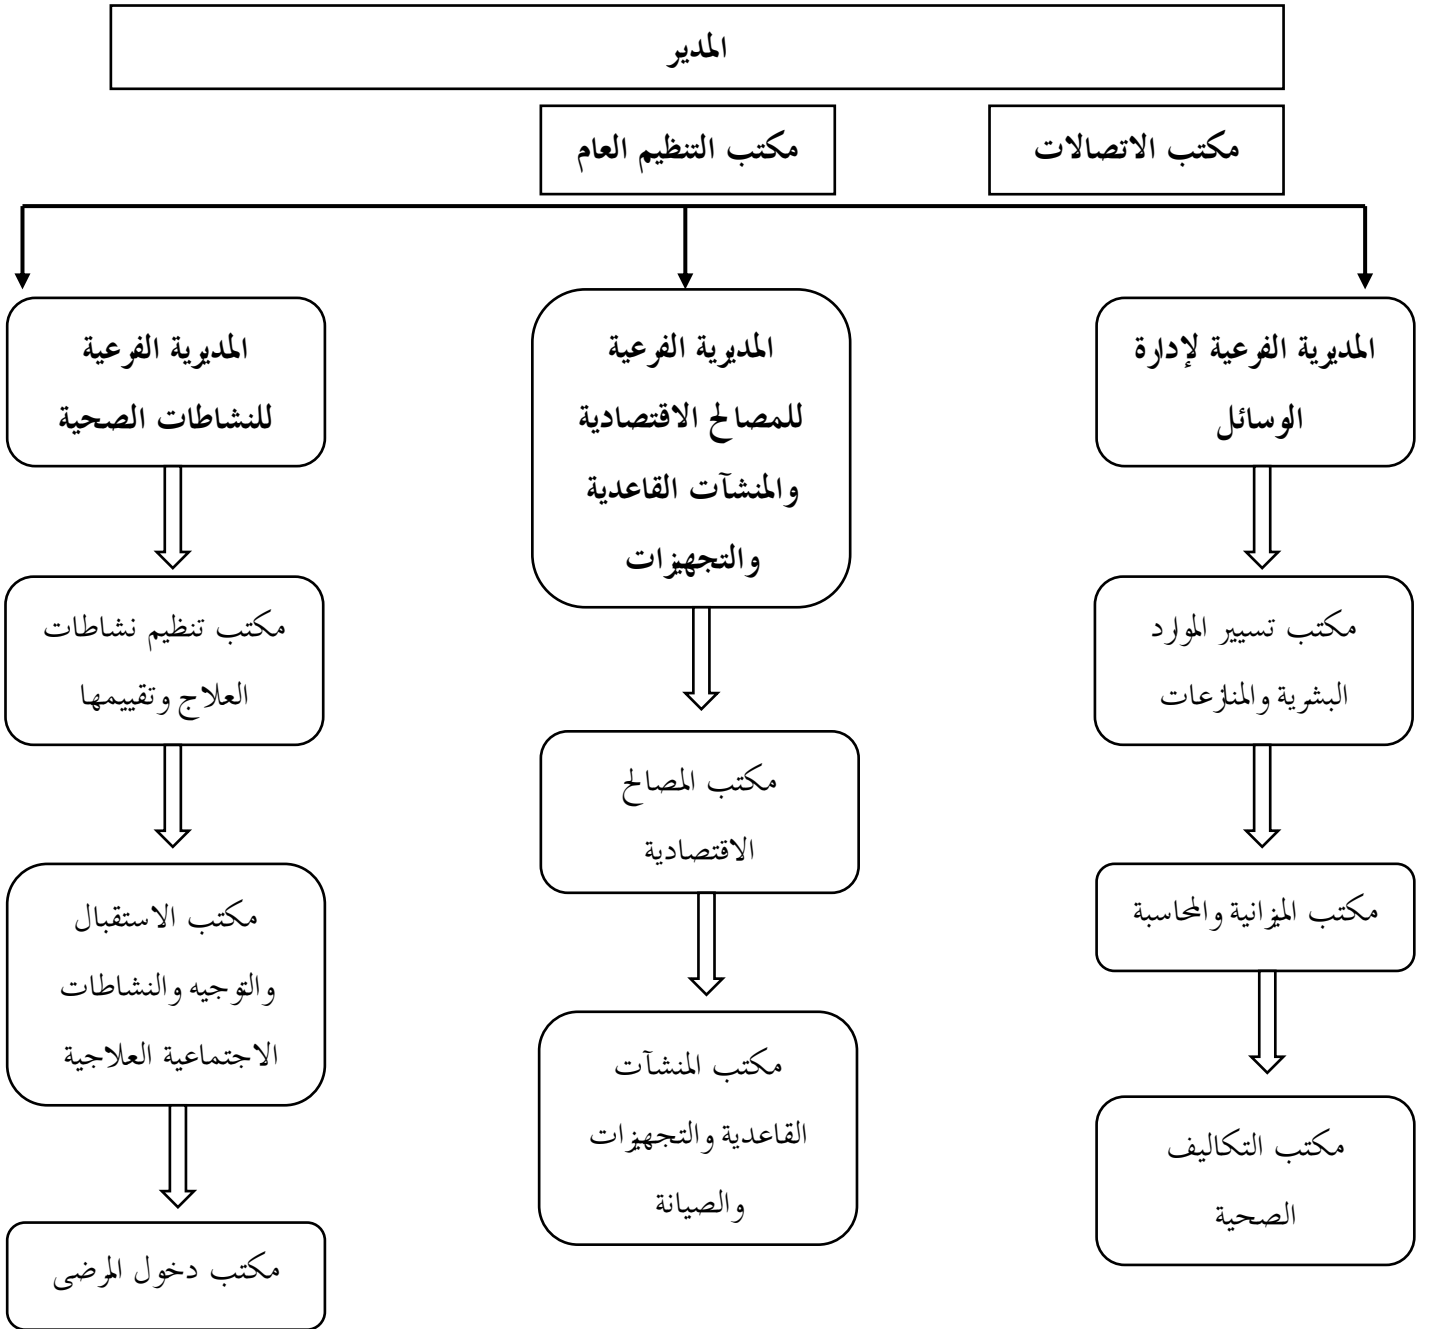 المدير
مكتب الاتصالات
مكتب التنظيم العام
المديرية الفرعية لإدارة
الوسائل
مكتب تسيير الموارد
البشرية والمنازعات
مكتب الميزانية والمحاسبة
مكتب التكاليف
الصحية
المديرية الفرعية
للمصالح الاقتصادية
والمنشآت القاعدية
والتجهيزات
مكتب المصالح
الاقتصادية
مكتب المنشآت
القاعدية والتجهيزات
والصيانة
المديرية الفرعية
للنشاطات الصحية
مكتب تنظيم نشاطات
العلاج وتقييمها
مكتب الاستقبال
والتوجيه والنشاطات
الاجتماعية العلاجية
مكتب دخول المرضى